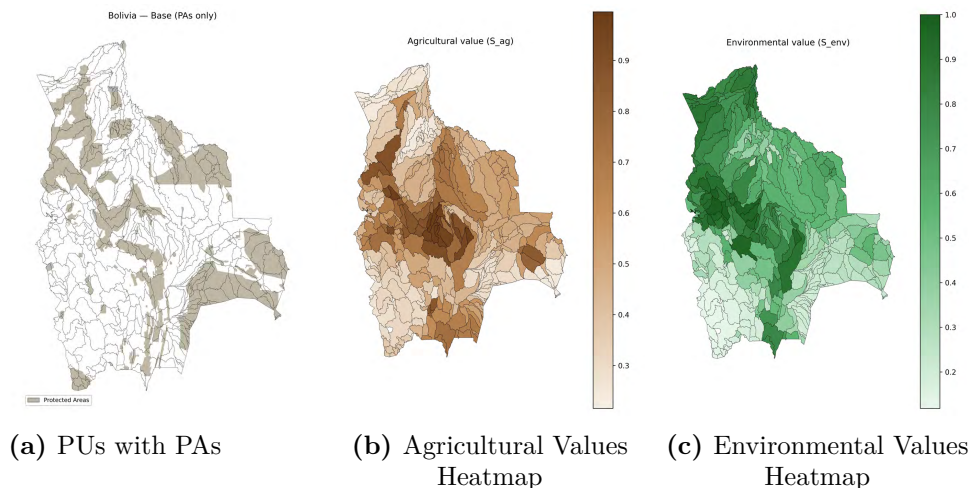 Bolivia — Base (PAs only)
Protected Areas
Agricultural value (S_ag)
0.9
0.8
0.7
0.6
0.5
0.4
0.3
Environmental value (S_env)
1.0
0.9
0.8
0.7
0.6
0.5
0.4
0.3
0.2
(a) PUs with PAs
(b) Agricultural Values
Heatmap
(c) Environmental Values
Heatmap